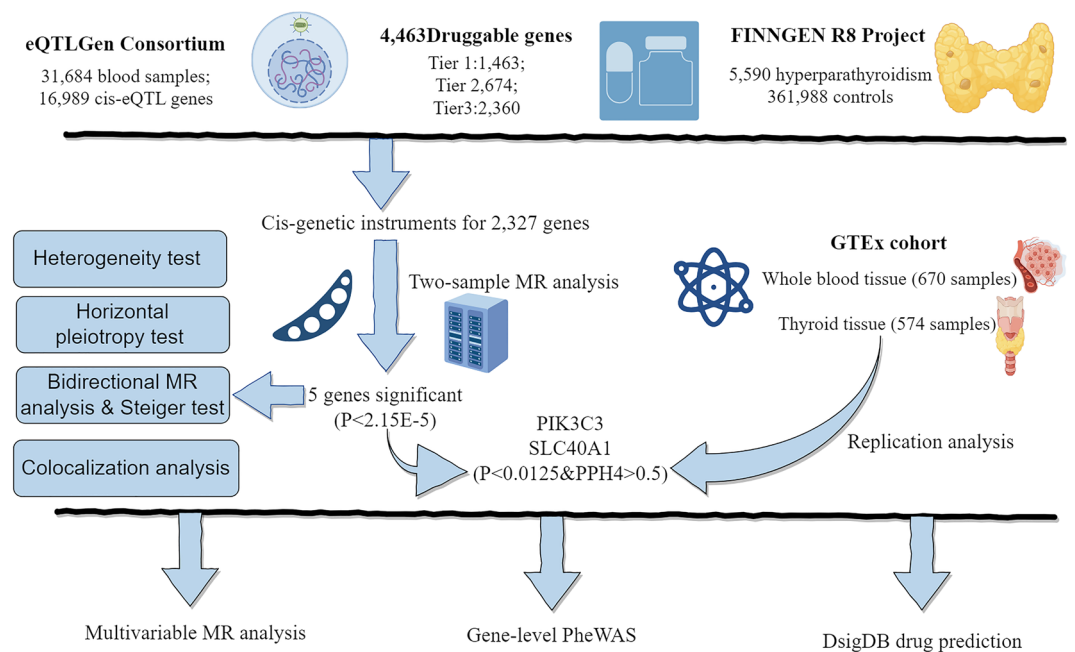 eQTLGen Consortium
31,684 blood samples;
16,989 cis-eQTL genes
4,463Druggable genes
Tier 1:1,463;
Tier 2,674;
Tier3:2,360
FINNGEN R8 Project
5,590 hyperparathyroidism
361,988 controls
Cis-genetic instruments for 2,327 genes
Heterogeneity test
Horizontal
pleiotropy test
Bidirectional MR
analysis & Steiger test
Colocalization analysis
Two-sample MR analysis
5 genes significant
(P<2.15E-5)
GTEx cohort
Whole blood tissue (670 samples)
Thyroid tissue (574 samples)
PIK3C3
SLC40A1
(P<0.0125&PPH4>0.5)
Replication analysis
Multivariable MR analysis
Gene-level PheWAS
DsigDB drug prediction